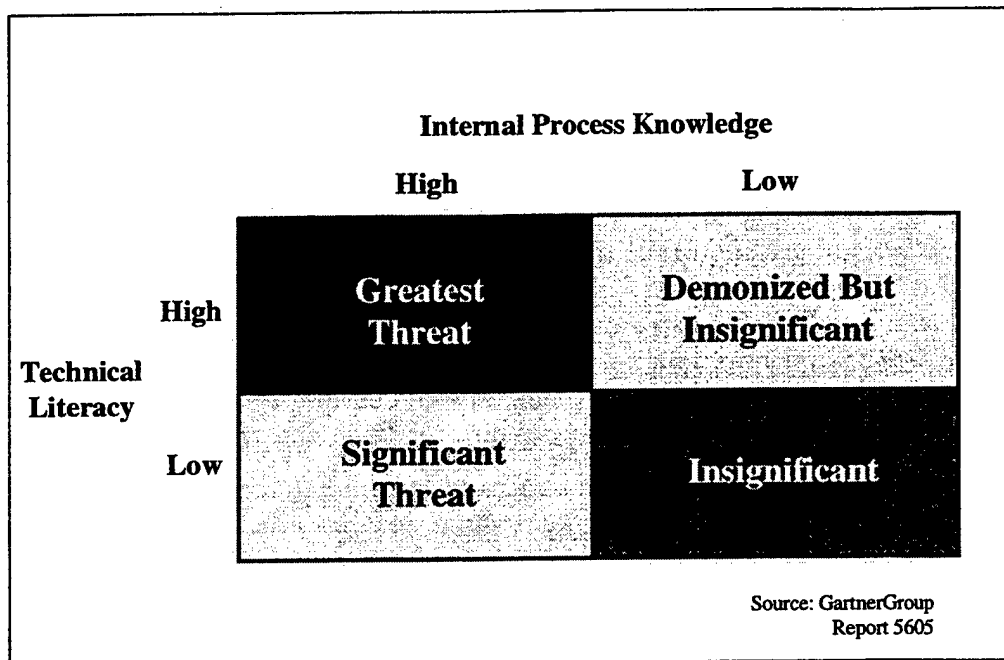 Internal Process Knowledge
High
Low
High
Greatest
Threat
Demonized But
Insignificant
Technical
Literacy
Low
Significant
Threat
Insignificant
Source: GartnerGroup
Report 5605